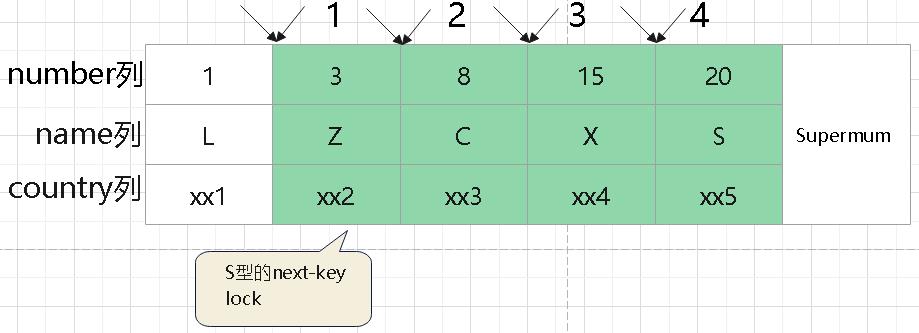 1 2 3 4
number列 1 3 8 15 20
name列 L Z C X S Supermum
country列 xx1 xx2 xx3 xx4 xx5
S型的next-key
lock